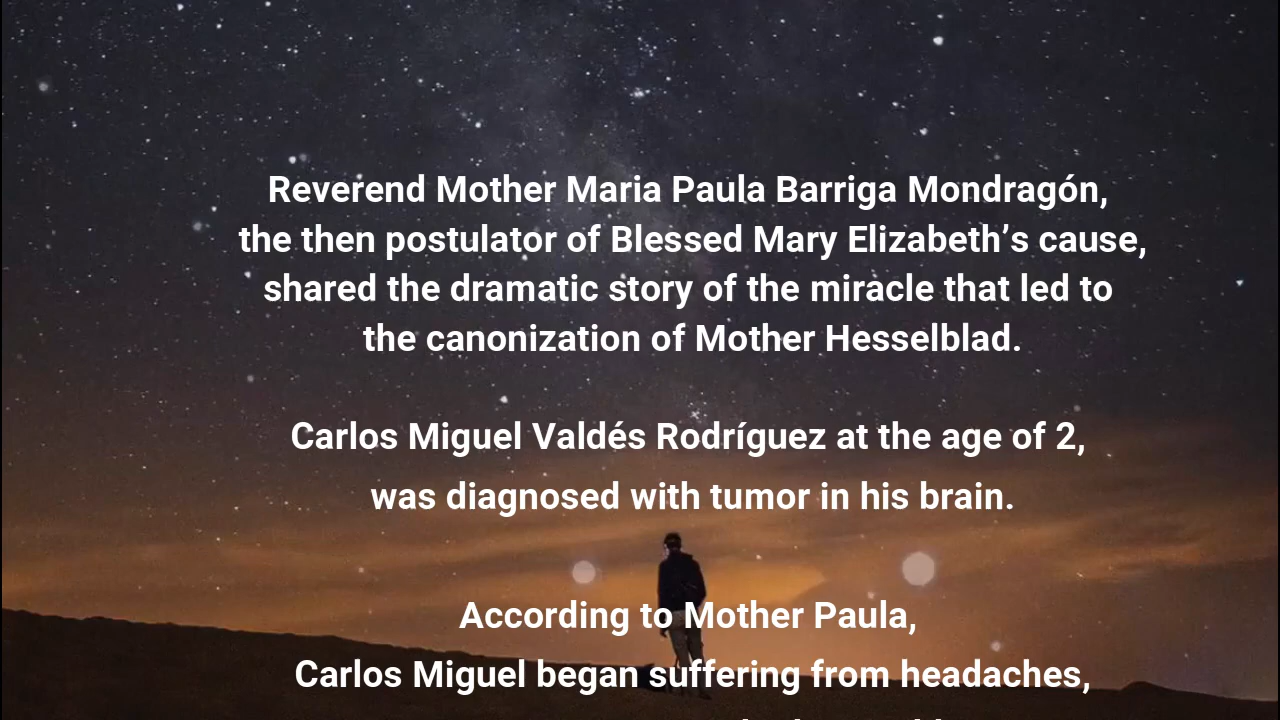 Reverend Mother Maria Paula Barriga Mondragón,
the then postulator of Blessed Mary Elizabeth’s cause,
shared the dramatic story of the miracle that led to
the canonization of Mother Hesselblad.
Carlos Miguel Valdés Rodríguez at the age of 2,
was diagnosed with tumor in his brain.
According to Mother Paula,
Carlos Miguel began suffering from headaches,